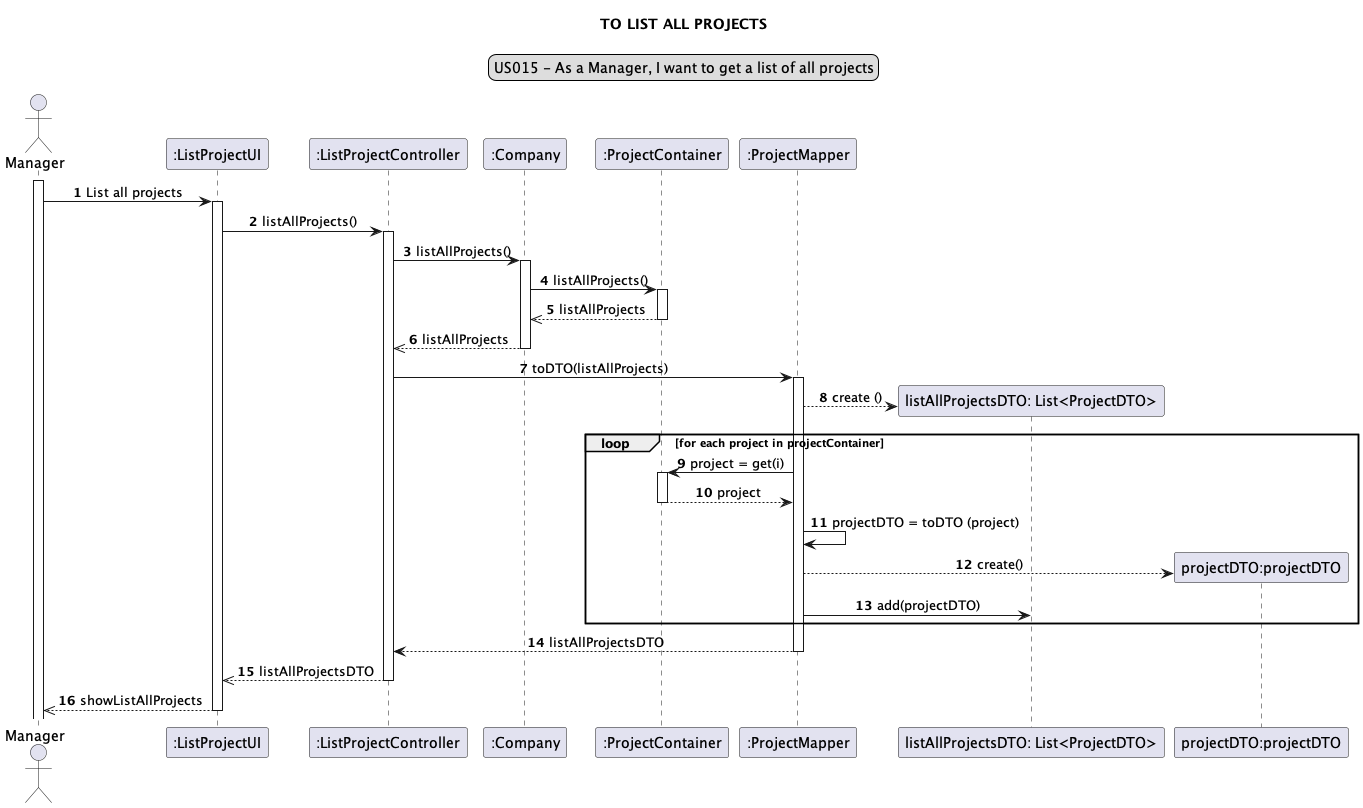 TO LIST ALL PROJECTS
US015 - As a Manager, I want to get a list of all projects
Manager
:ListProjectUI
:ListProjectController
:Company
:ProjectContainer
:ProjectMapper
1 List all projects
2 listAllProjects()
3 listAllProjects()
4 listAllProjects()
5 listAllProjects
6 listAllProjects
7 toDTO(listAllProjects)
8 create ()
listAllProjectsDTO: List<ProjectDTO>
loop
[for each project in projectContainer]
9 project = get(i)
10 project
11 projectDTO = toDTO (project)
12 create()
projectDTO:projectDTO
13 add(projectDTO)
14 listAllProjectsDTO
15 listAllProjectsDTO
16 showListAllProjects
Manager
:ListProjectUI
:ListProjectController
:Company
:ProjectContainer
:ProjectMapper
listAllProjectsDTO: List<ProjectDTO>
projectDTO:projectDTO